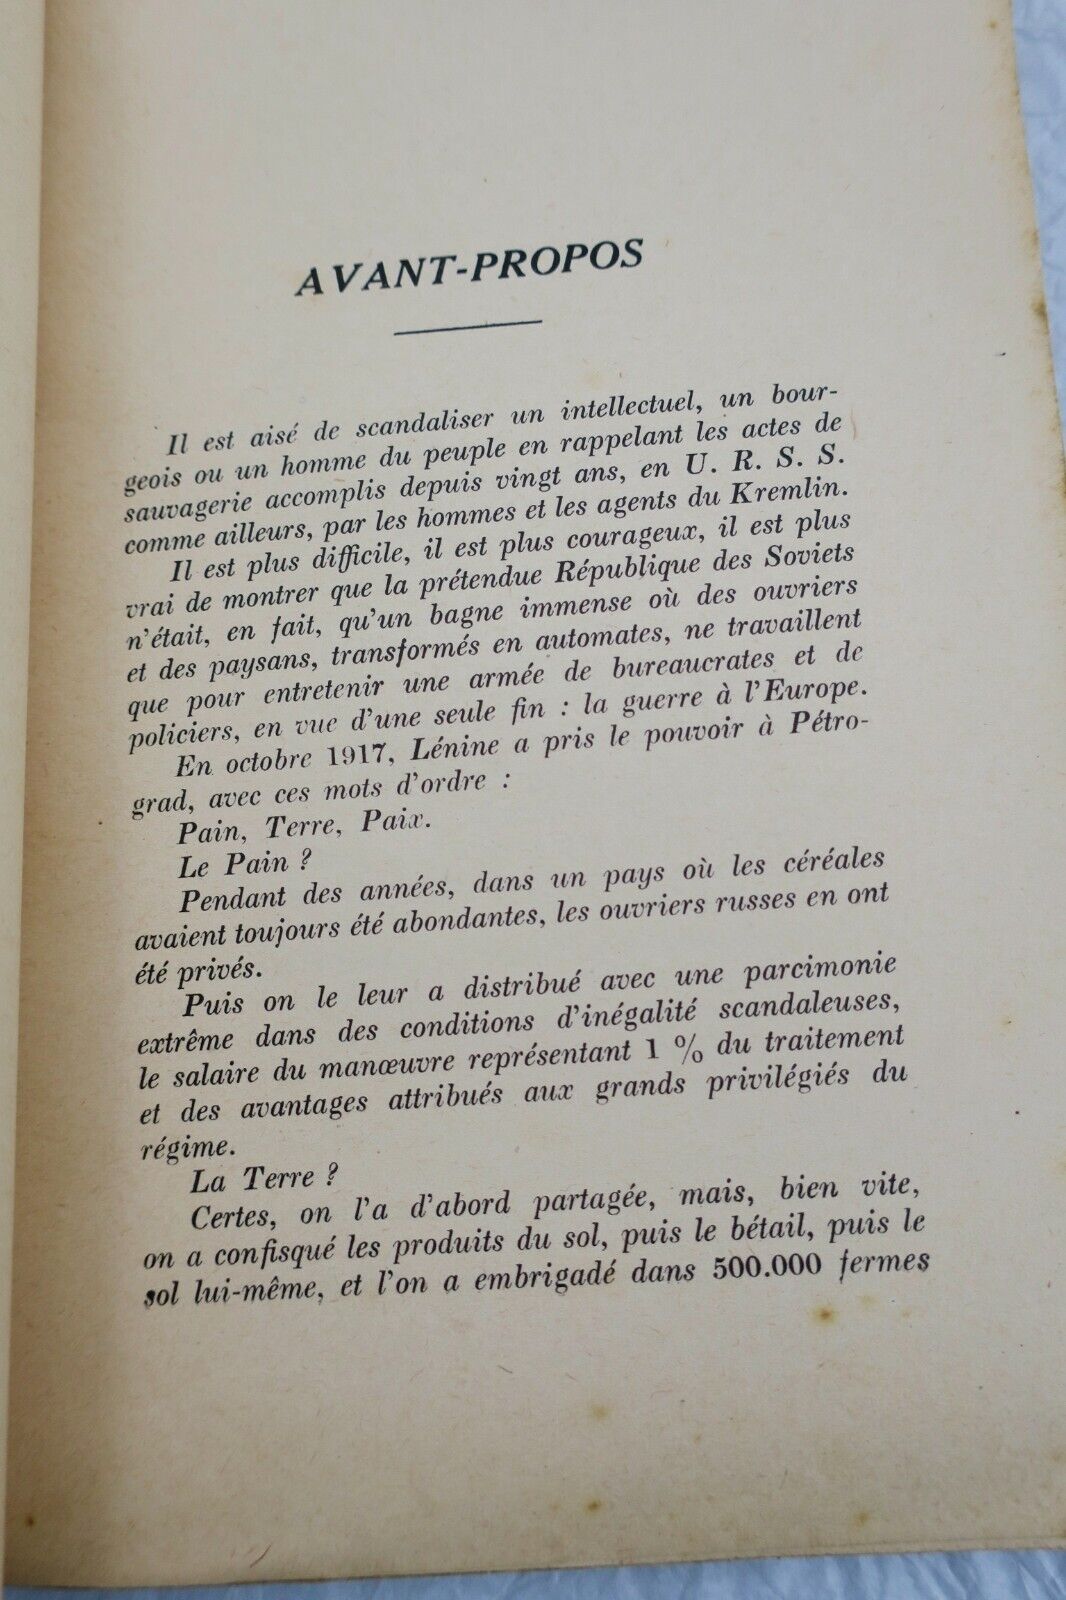 AVANT-PROPOS
Il est aisé de scandaliser un intellectuel, un bour-
geois ou un homme du peuple en rappelant les actes de
sauvagerie accomplis depuis vingt ans, en U. R. S. S.
comme ailleurs, par les hommes et les agents du Kremlin.
Il est plus difficile, il est plus courageux, il est plus
vrai de montrer que la prétendue République des Soviets
n'était, en fait, qu'un bagne immense où des ouvriers
et des paysans, transformés en automates, ne travaillent
que pour entretenir une armée de bureaucrates et de
policiers, en vue d'une seule fin : la guerre à l'Europe.
En octobre 1917, Lénine a pris le pouvoir à Pétro-
grad, avec ces mots d'ordre :
Pain, Terre, Paix.
Le Pain ?
Pendant des années, dans un pays où les céréales
avaient toujours été abondantes, les ouvriers russes en ont
été privés.
Puis on le leur a distribué avec une parcimonie
extrême dans des conditions d'inégalité scandaleuses,
le salaire du manœuvre représentant 1 % du traitement
et des avantages attribués aux grands privilégiés du
régime.
La Terre ?
Certes, on l'a d'abord partagée, mais, bien vite,
on a confisqué les produits du sol, puis le bétail, puis le
sol lui-même, et l'on a embrigadé dans 500.000 fermes